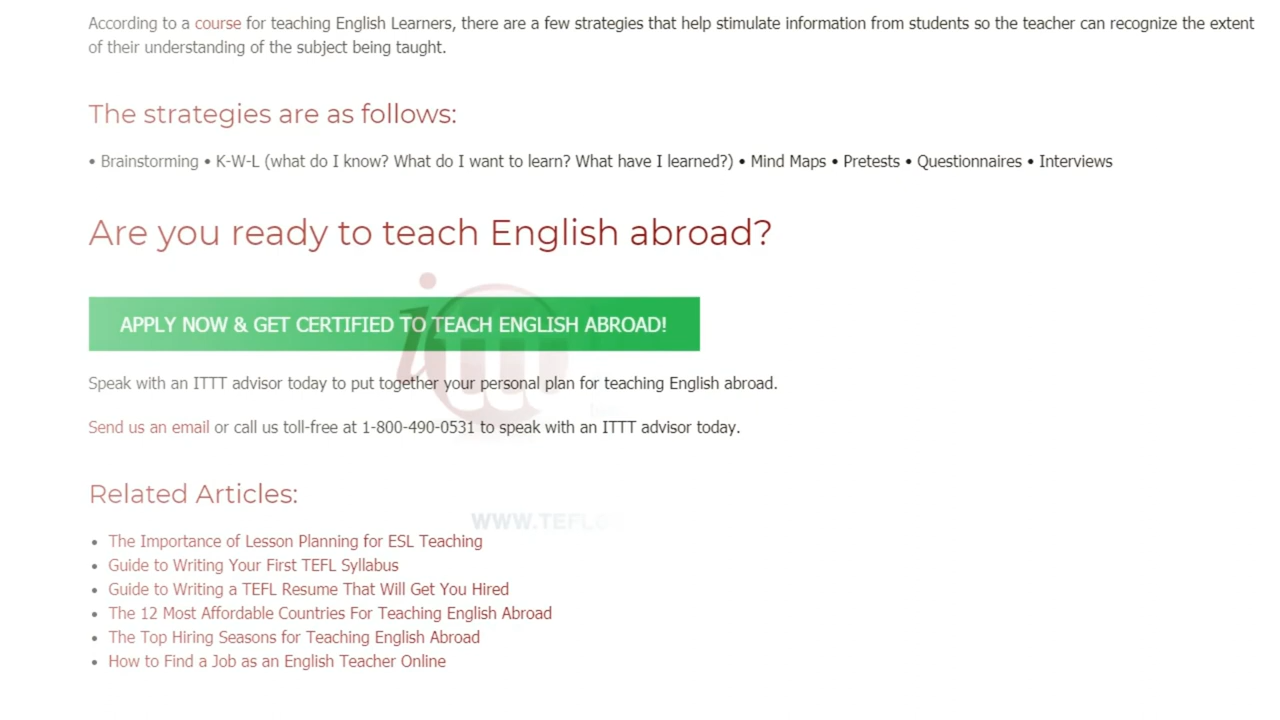 According to a course for teaching English Learners, there are a few strategies that help stimulate information from students so the teacher can recognize the extent
of their understanding of the subject being taught.
The strategies are as follows:
• Brainstorming • K-W-L (what do I know? What do I want to learn? What have I learned?) • Mind Maps • Pretests • Questionnaires • Interviews
Are you ready to teach English abroad?
APPLY NOW & GET CERTIFIED TO TEACH ENGLISH ABROAD!
Speak with an ITTT advisor today to put together your personal plan for teaching English abroad.
Send us an email or call us toll-free at 1-800-490-0531 to speak with an ITTT advisor today.
Related Articles:
WWW.TEFL
• The Importance of Lesson Planning for ESL Teaching
• Guide to Writing Your First TEFL Syllabus
• Guide to Writing a TEFL Resume That Will Get You Hired
• The 12 Most Affordable Countries For Teaching English Abroad
• The Top Hiring Seasons for Teaching English Abroad
• How to Find a Job as an English Teacher Online